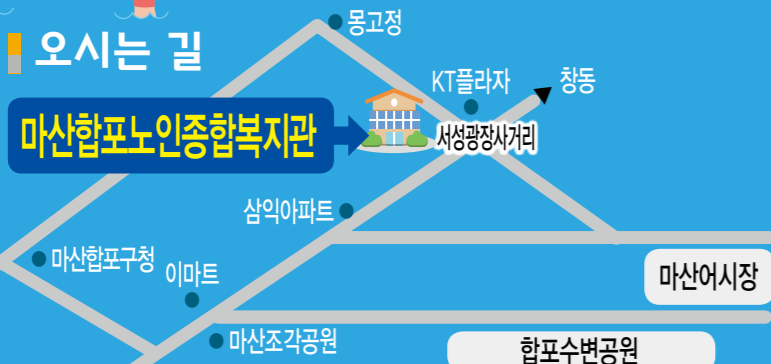 오시는 길
몽고정
KT플라자
창동
마산합포노인종합복지관
서성광장사거리
삼익아파트
마산합포구청
이마트
마산어시장
마산조각공원
합포수변공원